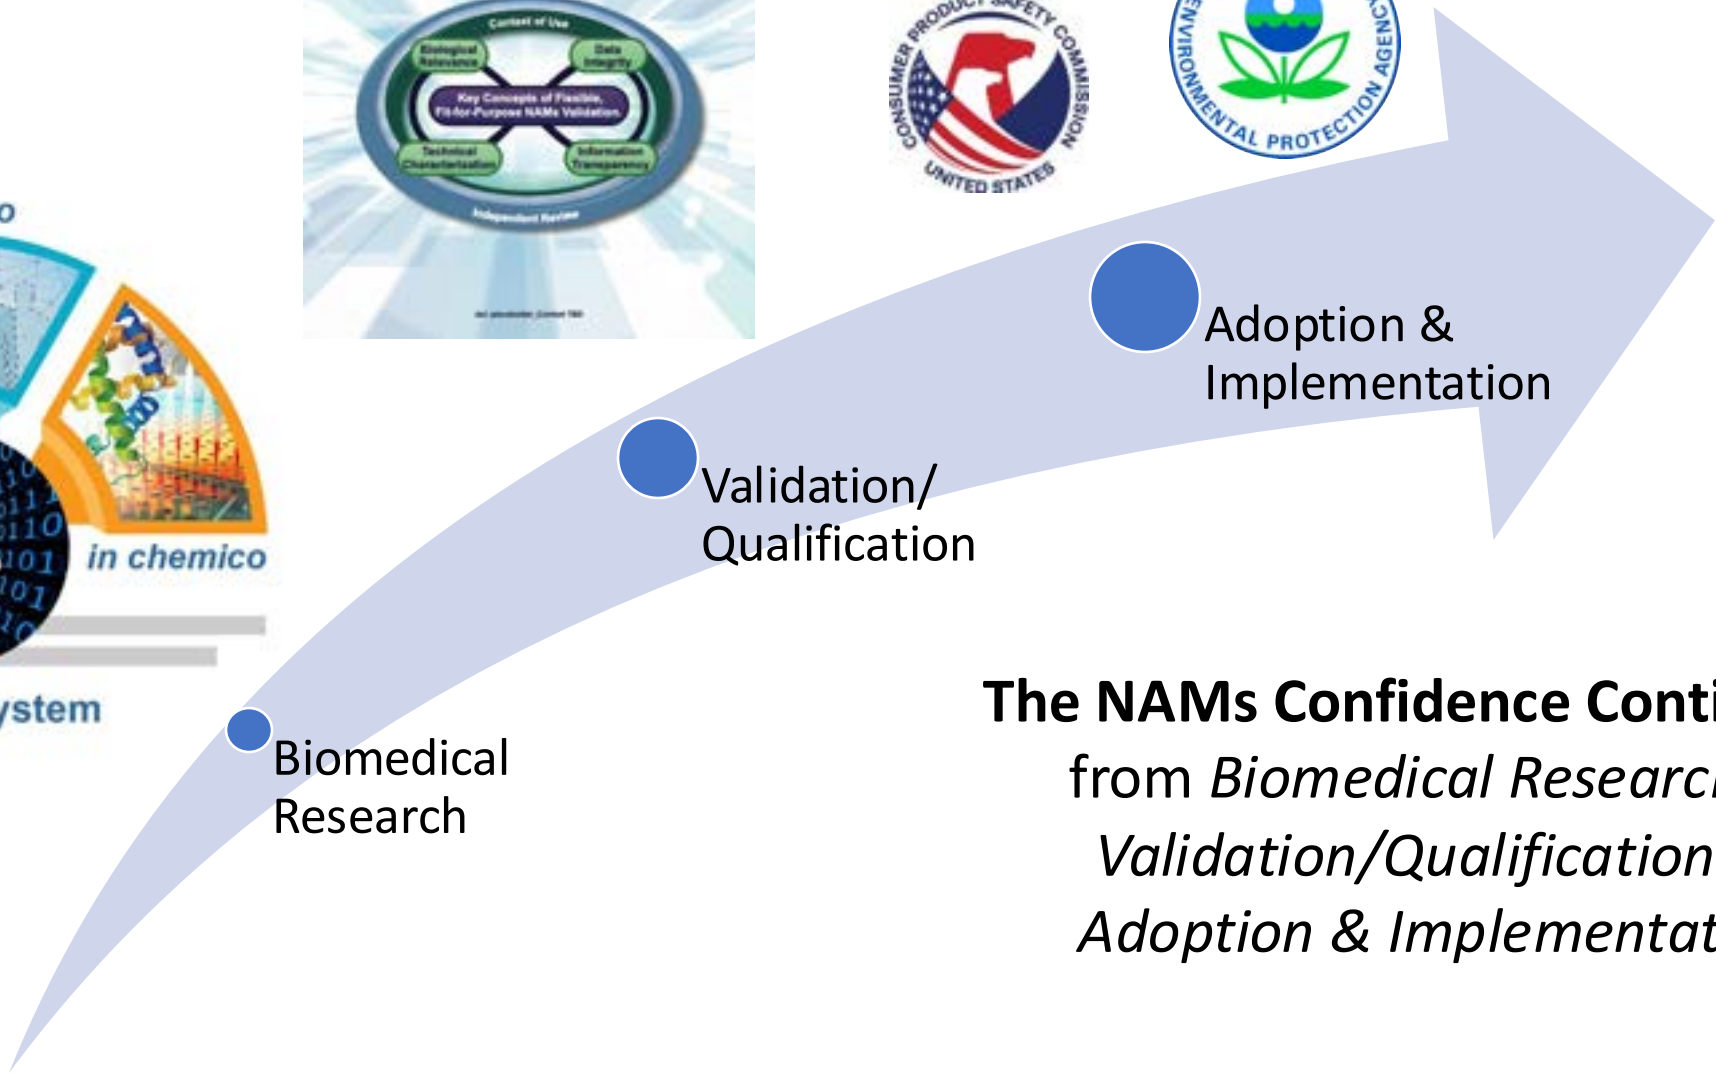 Context of Use
Biological
Relevance
Data
Integrity
Key Concepts of Flexible,
Fit-for-Purpose NAMs Validation
Technical
Characterization
Information
Transparency
Independent Review
CONSUMER PRODUCT SAFETY COMMISSION
UNITED STATES
ENVIRONMENTAL PROTECTION AGENCY
o
in chemico
ystem
Adoption &
Implementation
Validation/
Qualification
Biomedical
Research
The NAMs Confidence Conti
from Biomedical Research
Validation/Qualification
Adoption & Implementat